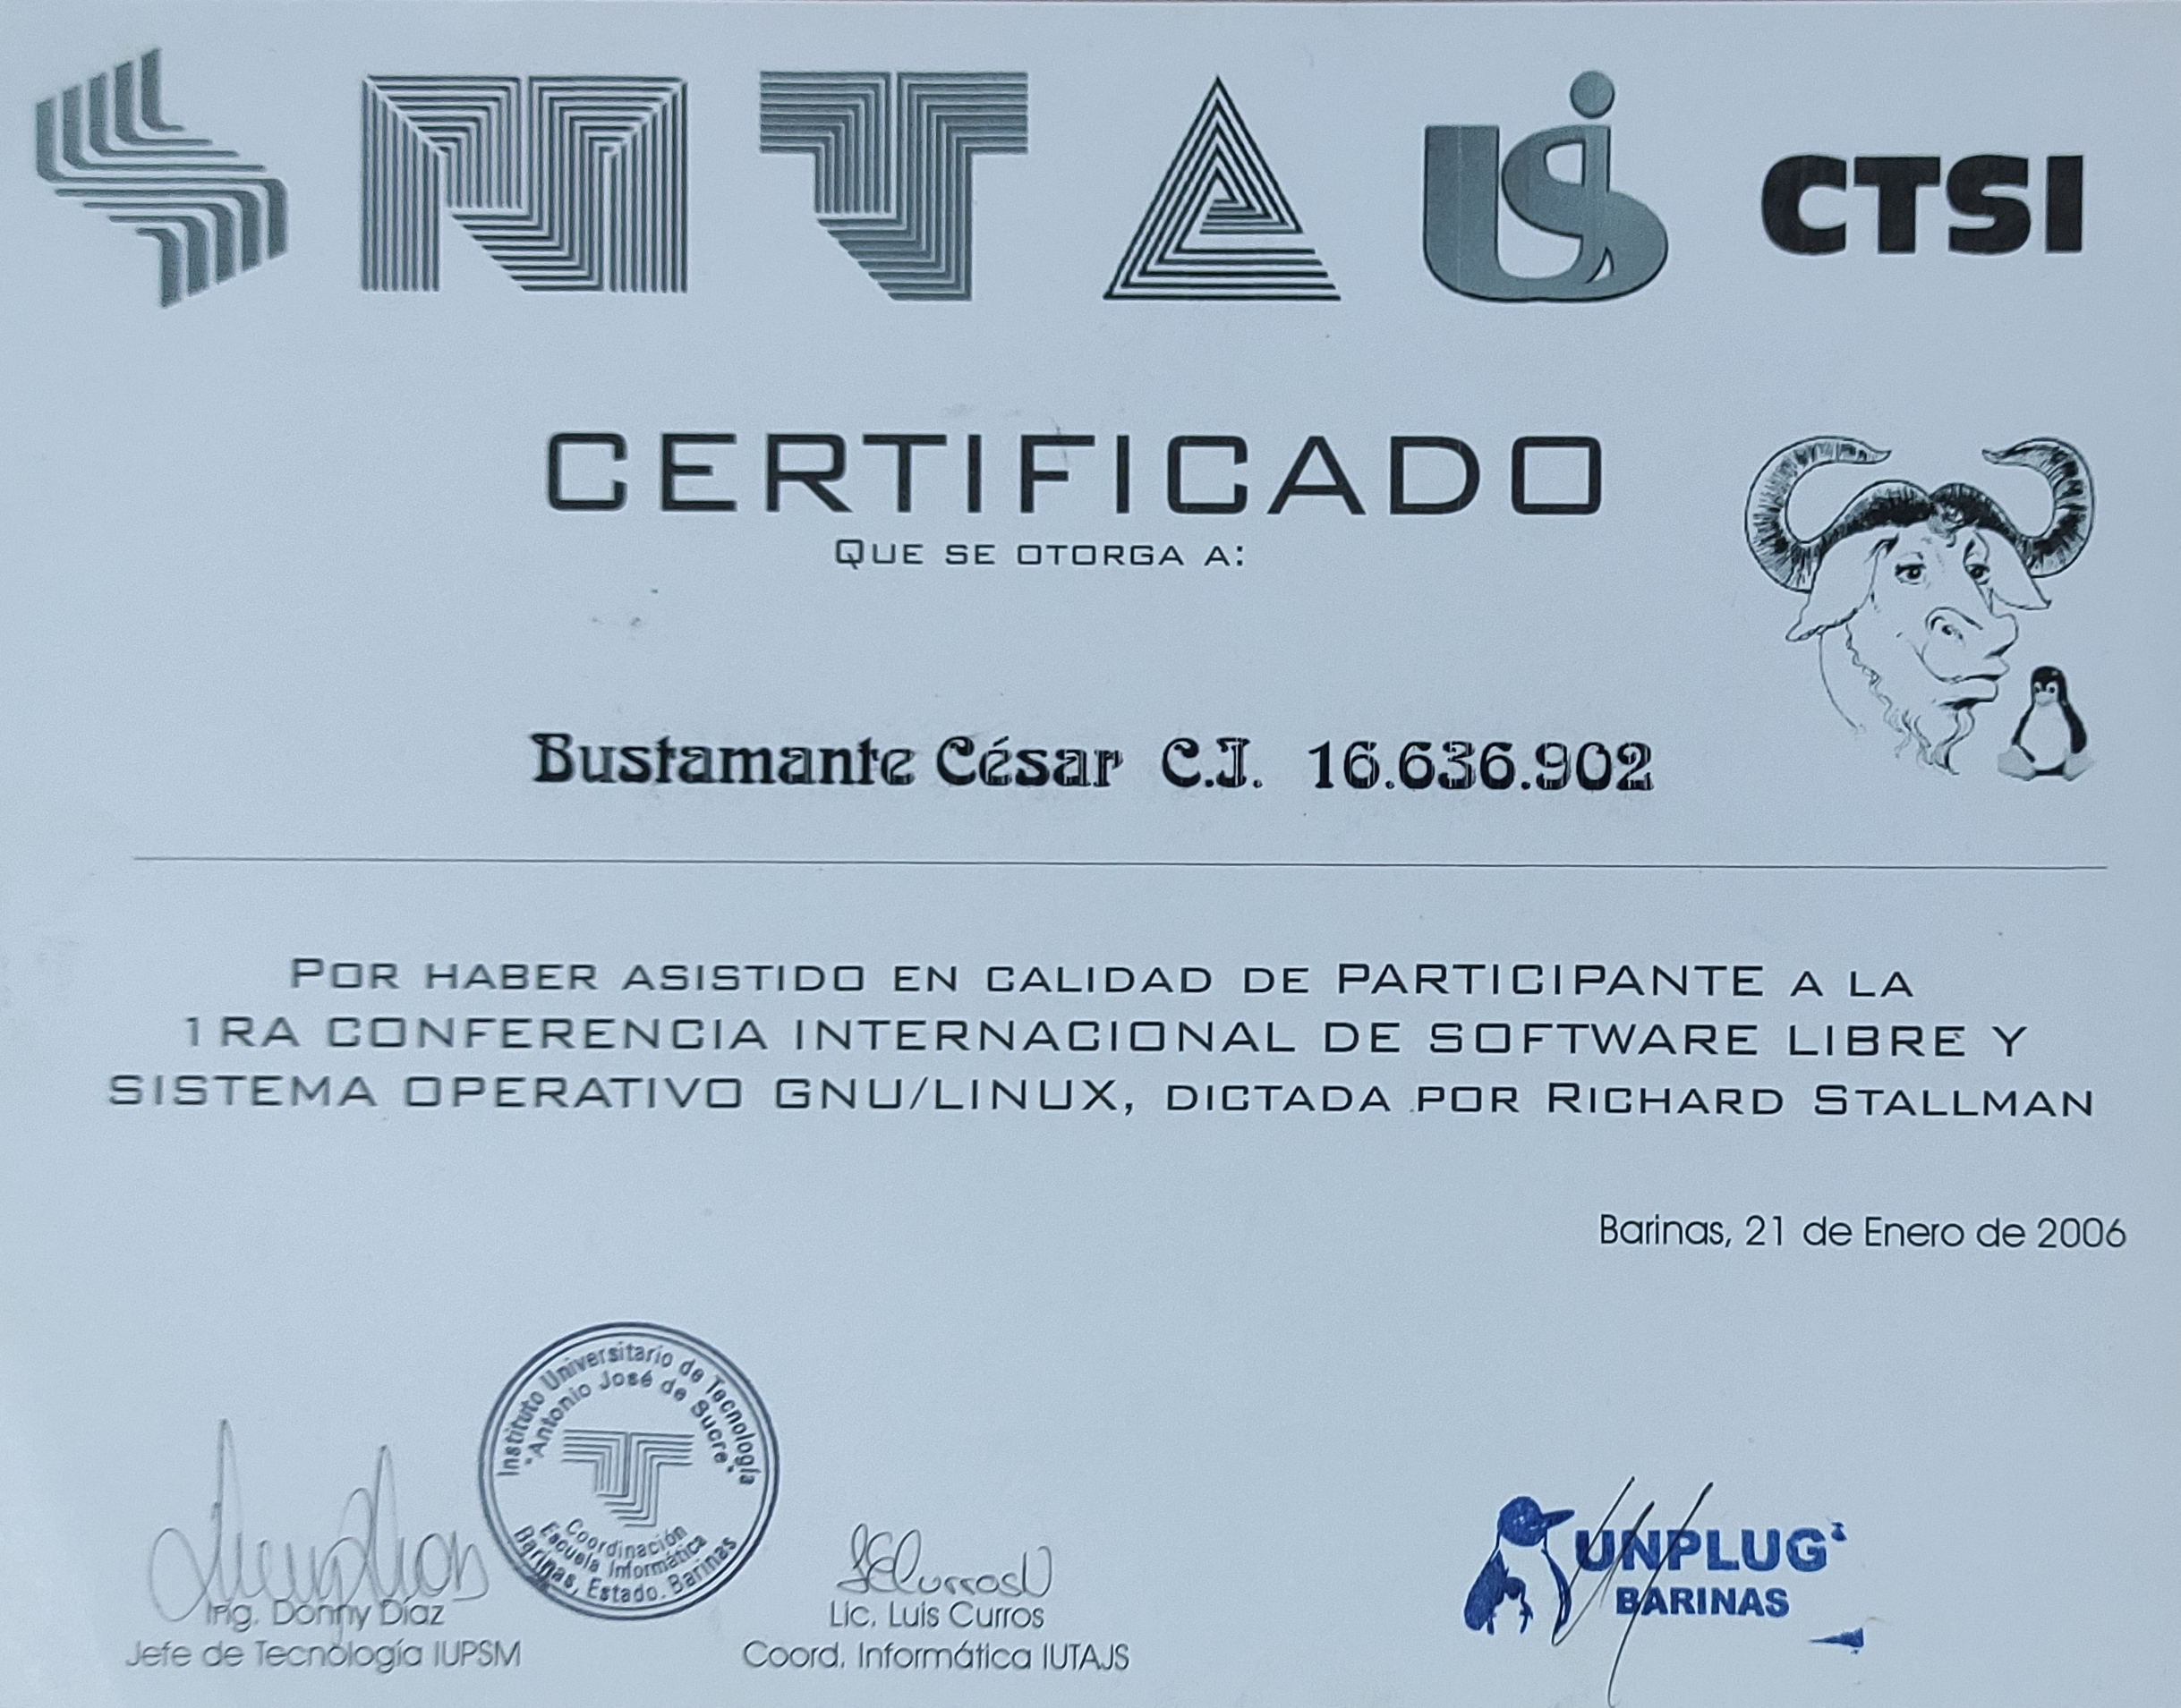 CTSI
CERTIFICADO
QUE SE OTORGA A:
Bustamante César C.I. 16.636.902
POR HABER ASISTIDO EN CALIDAD DE PARTICIPANTE A LA
1RA CONFERENCIA INTERNACIONAL DE SOFTWARE LIBRE Y
SISTEMA OPERATIVO GNU/LINUX, DICTADA POR RICHARD STALLMAN
Barinas, 21 de Enero de 2006
Instituto Universitario de Tecnología
"Antonio José de Sucre"
Coordinación
Escuela Informática
Barinas, Estado. Barinas
Ing. Donny Díaz
Jefe de Tecnología IUPSM
Lic. Luis Curros
Coord. Informática IUTAJS
UNPLUG
BARINAS